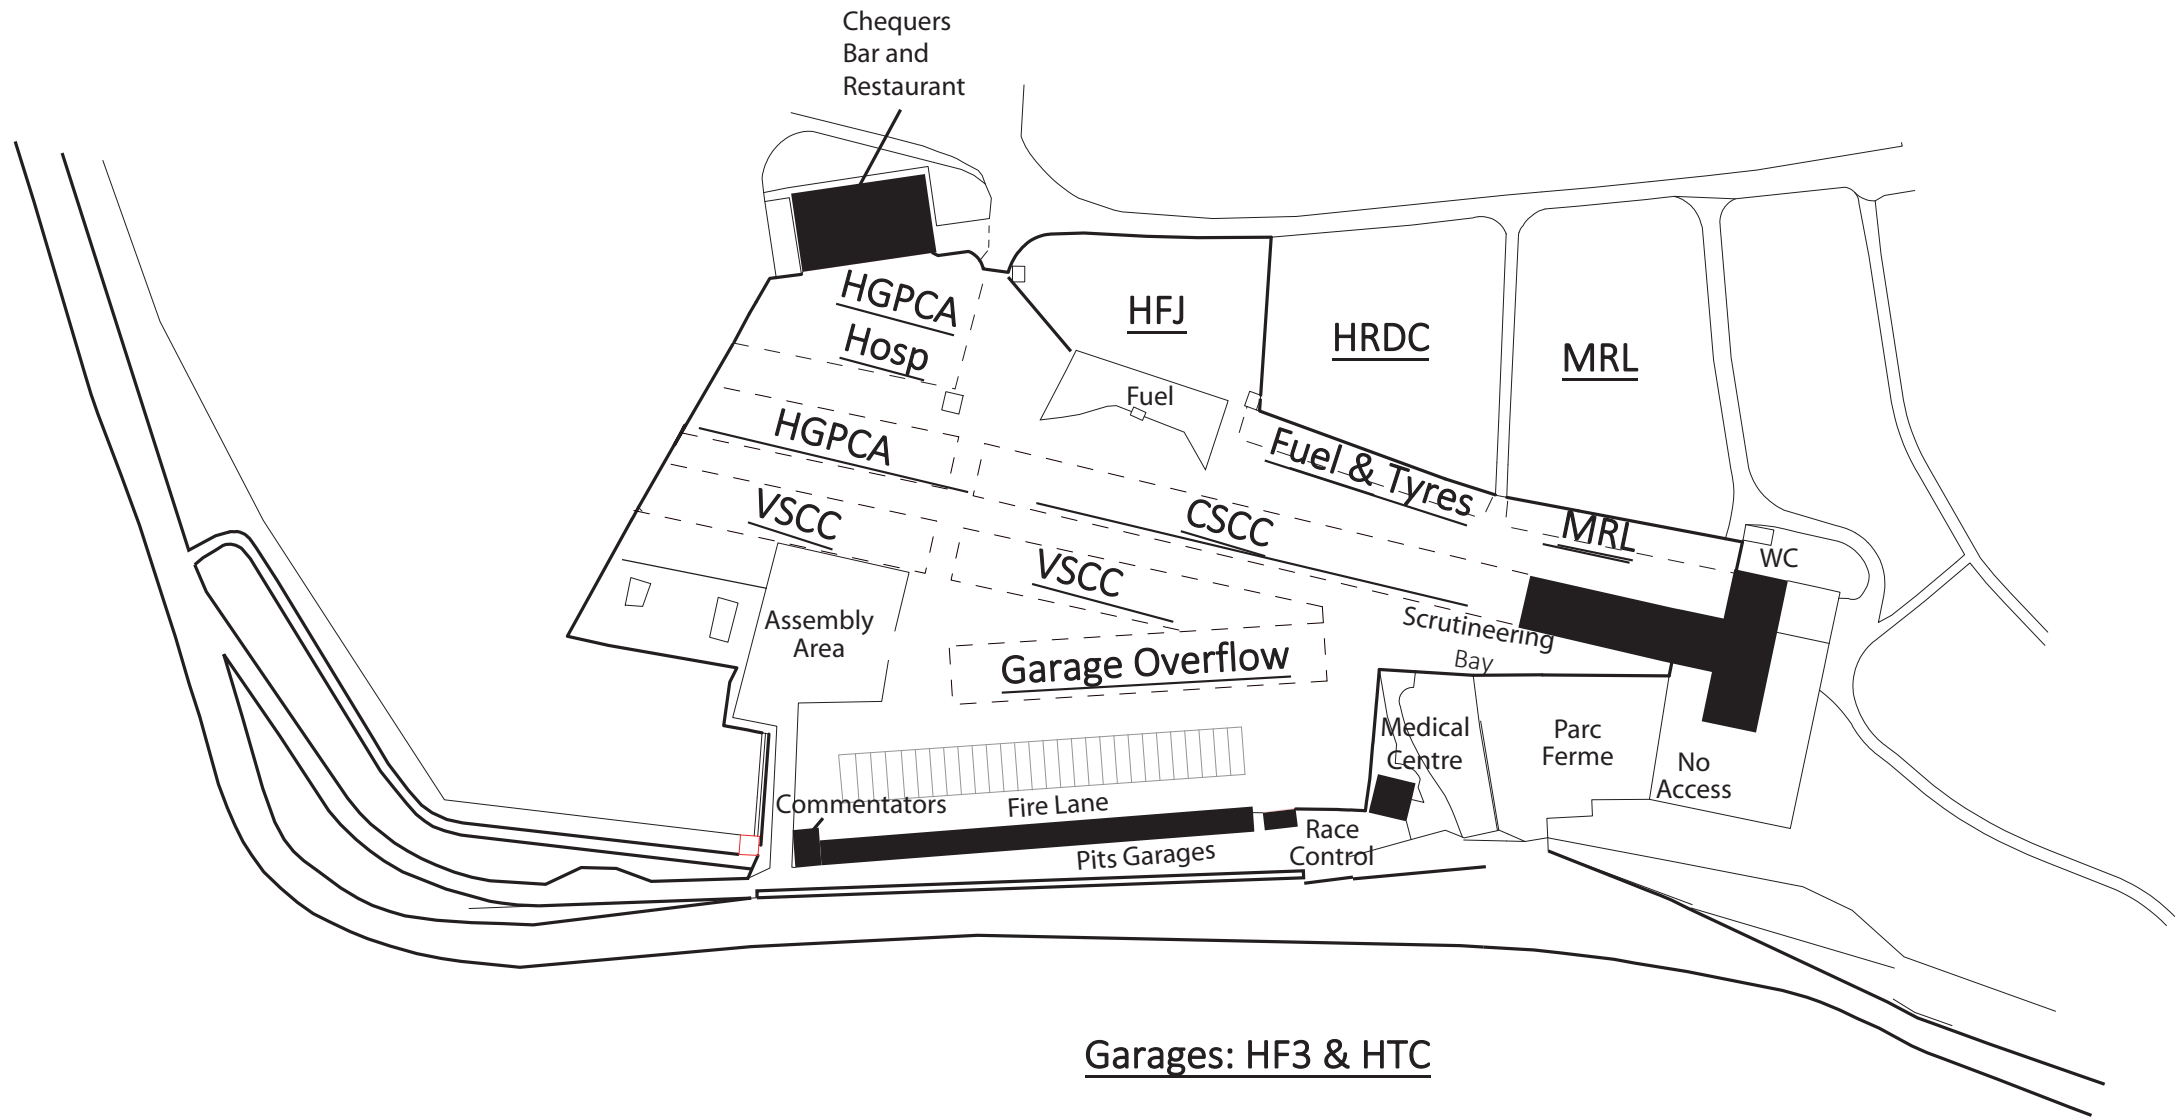 Chequers
Bar and
Restaurant
HGPCA
Hosp
HFJ
HRDC
MRL
Fuel
HGPCA
Fuel & Tyres
VSCC
CSCC
MRL
WC
VSCC
Assembly
Area
Scrutineering
Bay
Garage Overflow
Medical
Centre
Parc
Ferme
No
Access
Commentators
Fire Lane
Pits Garages
Race
Control
Garages: HF3 & HTC